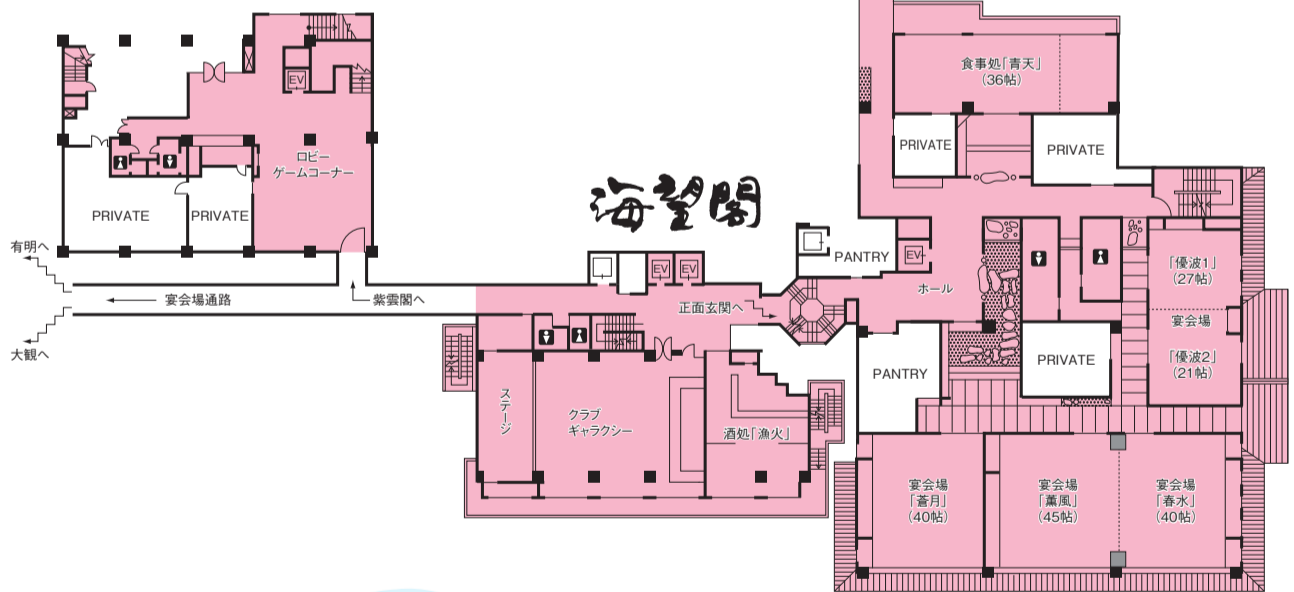 食事処「青天」
(36帖)
PRIVATE
PRIVATE
EV
ロビー
ゲームコーナー
PRIVATE
PRIVATE
海望閣
有明へ
宴会場通路
紫雲閣へ
大観へ
EV
EV
正面玄関へ
PANTRY
EV
ホール
「優波1」
(27帖)
宴会場
「優波2」
(21帖)
PRIVATE
PANTRY
ステージ
クラブ
ギャラクシー
酒処「漁火」
宴会場
「蒼月」
(40帖)
宴会場
「薫風」
(45帖)
宴会場
「春水」
(40帖)